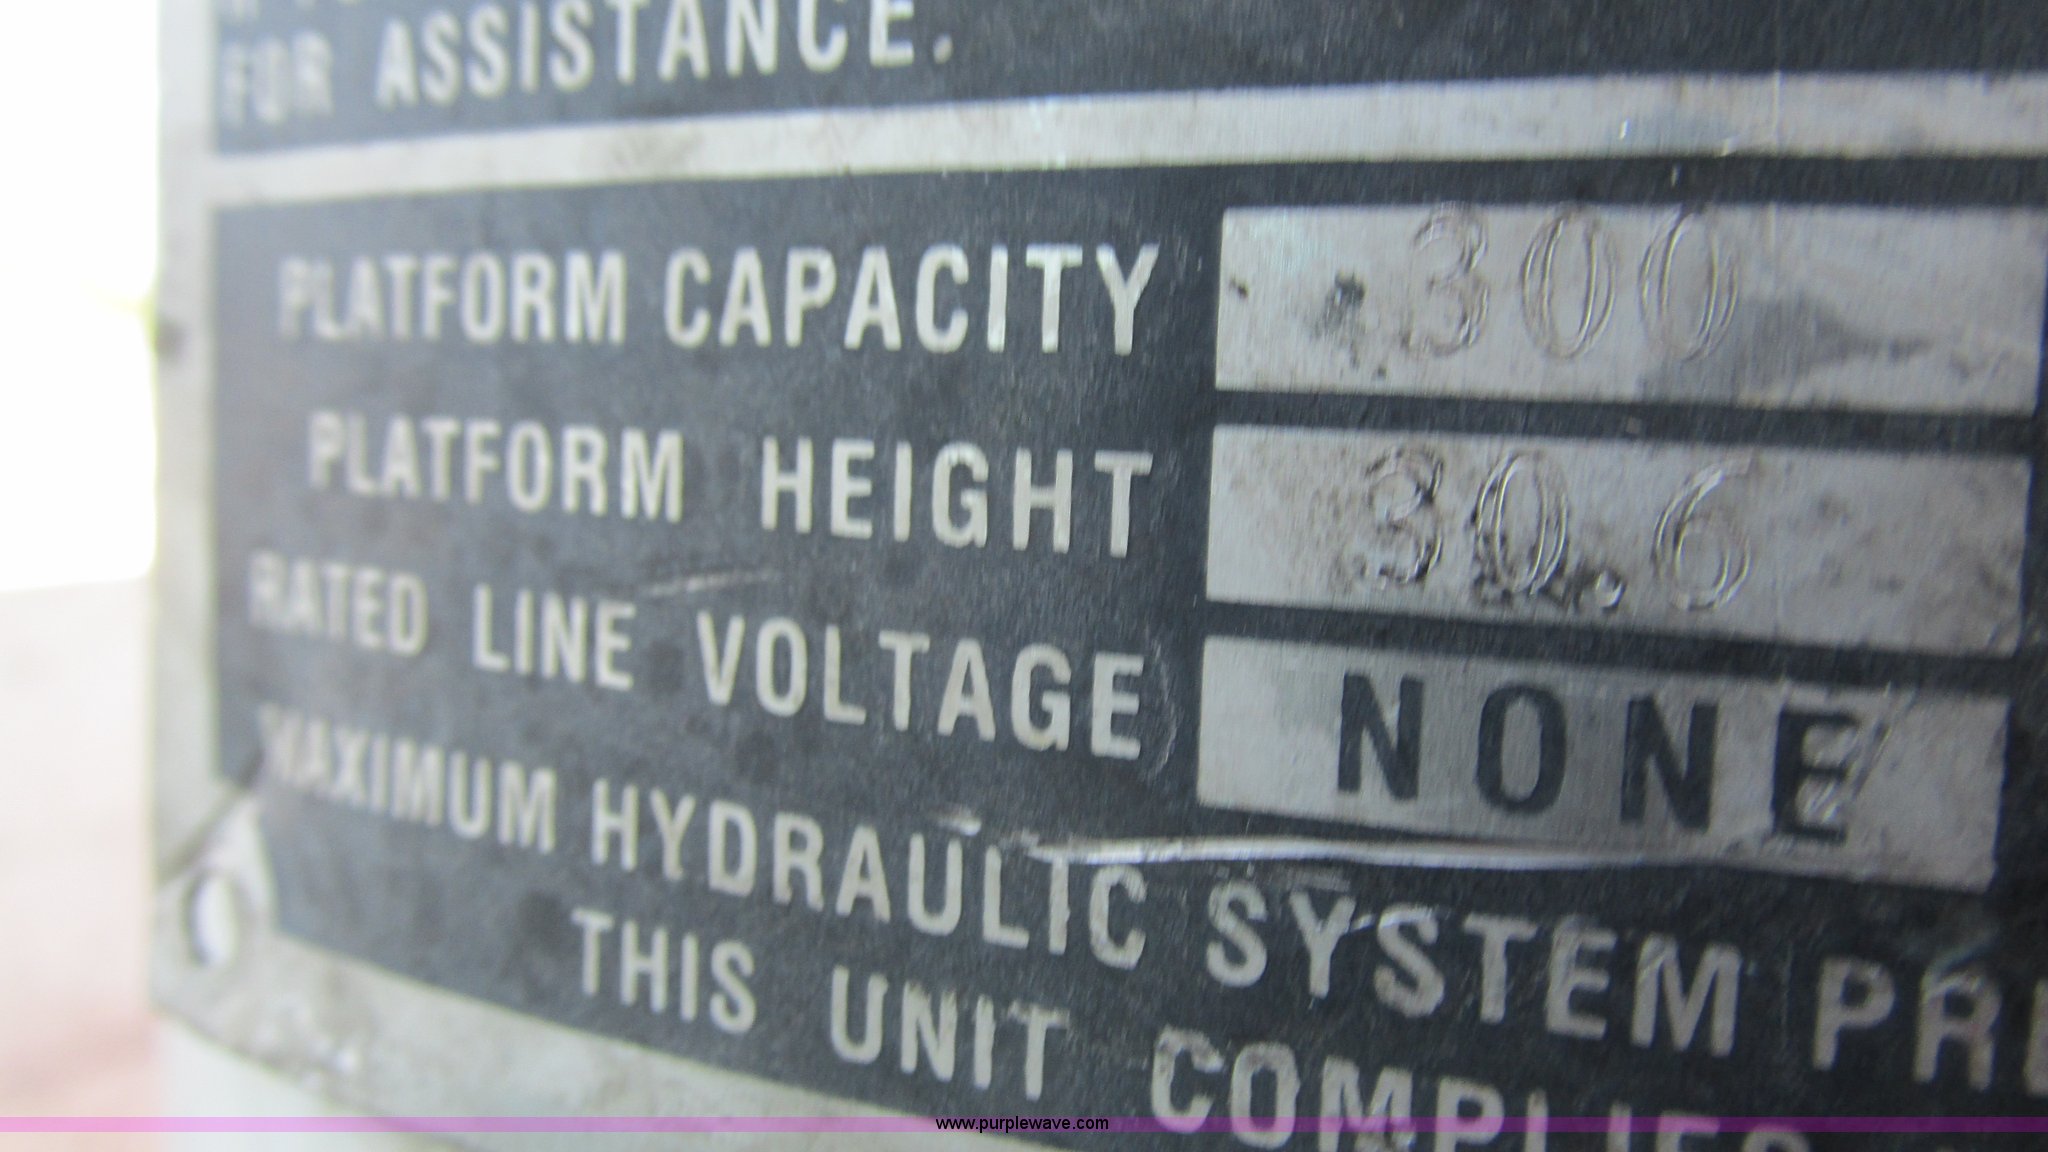 FOR ASSISTANCE.
PLATFORM CAPACITY 300
PLATFORM HEIGHT 30.6
RATED LINE VOLTAGE NONE
MAXIMUM HYDRAULIC SYSTEM
THIS UNIT
www.purplewave.com